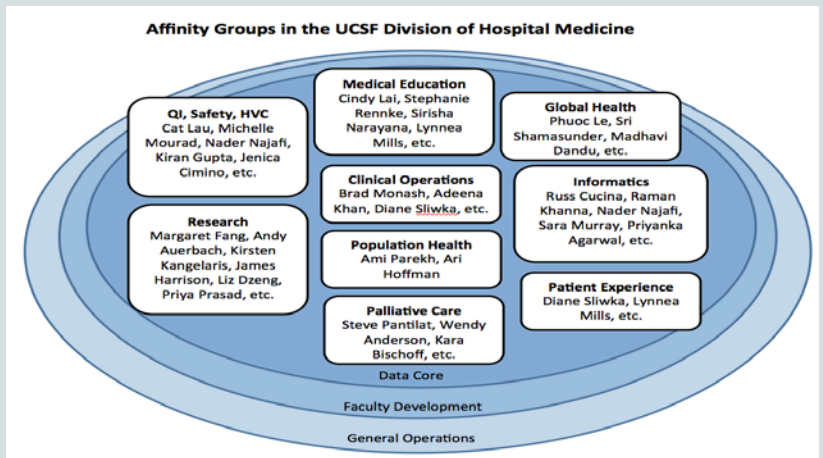 Affinity Groups in the UCSF Division of Hospital Medicine
QI, Safety, HVC
Cat Lau, Michelle
Mourad, Nader Najafi,
Kiran Gupta, Jenica
Cimino, etc.
Medical Education
Cindy Lai, Stephanie
Rennke, Sirisha
Narayana, Lynnea
Mills, etc.
Global Health
Phuoc Le, Sri
Shamasunder, Madhavi
Dandu, etc.
Clinical Operations
Brad Monash, Adeena
Khan, Diane Sliwka, etc.
Informatics
Russ Cucina, Raman
Khanna, Nader Najafi,
Sara Murray, Priyanka
Agarwal, etc.
Research
Margaret Fang, Andy
Auerbach, Kirsten
Kangelaris, James
Harrison, Liz Dzeng,
Priya Prasad, etc.
Population Health
Ami Parekh, Ari
Hoffman
Patient Experience
Diane Sliwka, Lynnea
Mills, etc.
Palliative Care
Steve Pantilat, Wendy
Anderson, Kara
Bischoff, etc.
Data Core
Faculty Development
General Operations